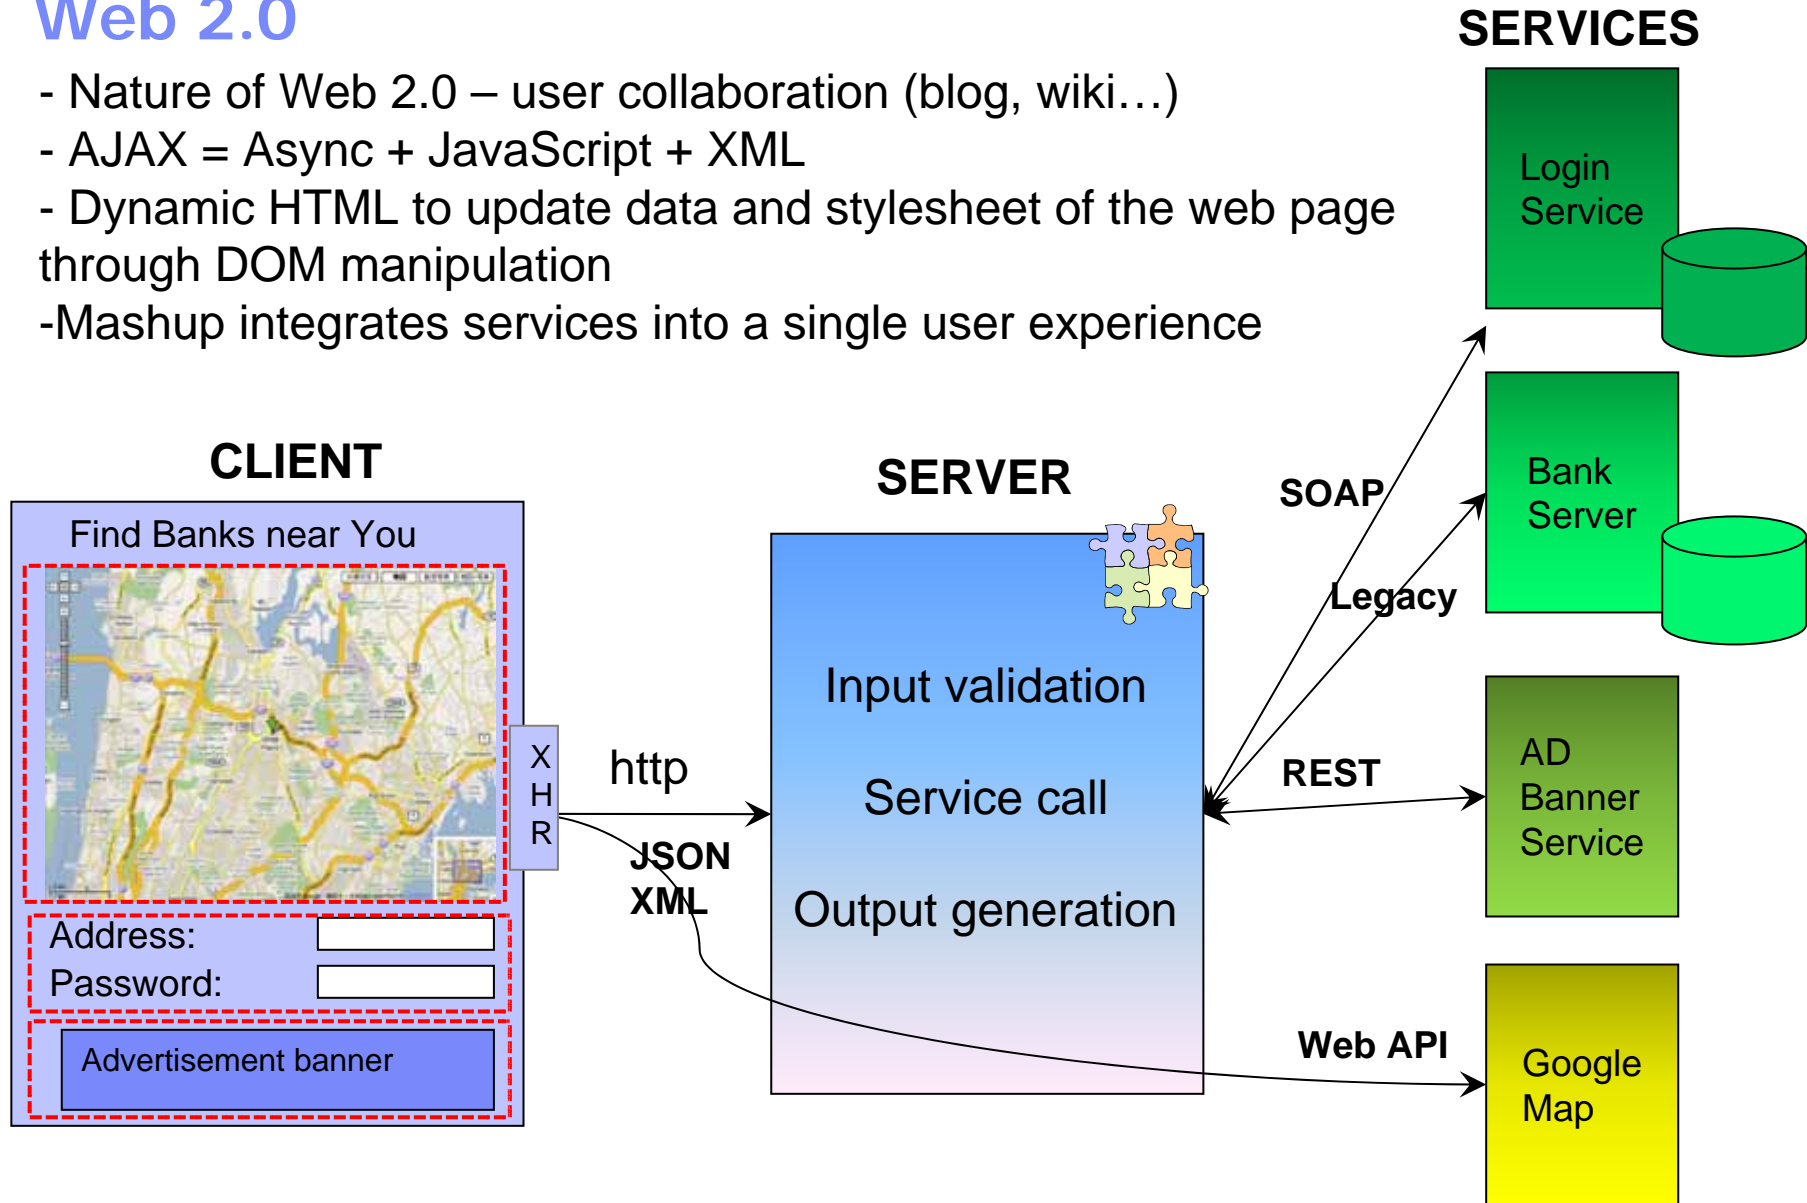 Web 2.0
- Nature of Web 2.0 – user collaboration (blog, wiki…)
- AJAX = Async + JavaScript + XML
- Dynamic HTML to update data and stylesheet of the web page
through DOM manipulation
-Mashup integrates services into a single user experience
SERVICES
Login
Service
Bank
Server
AD
Banner
Service
Google
Map
CLIENT
Find Banks near You
Address:
Password:
Advertisement banner
X
H
R
http
JSON
XML
SERVER
Input validation
Service call
Output generation
SOAP
Legacy
REST
Web API